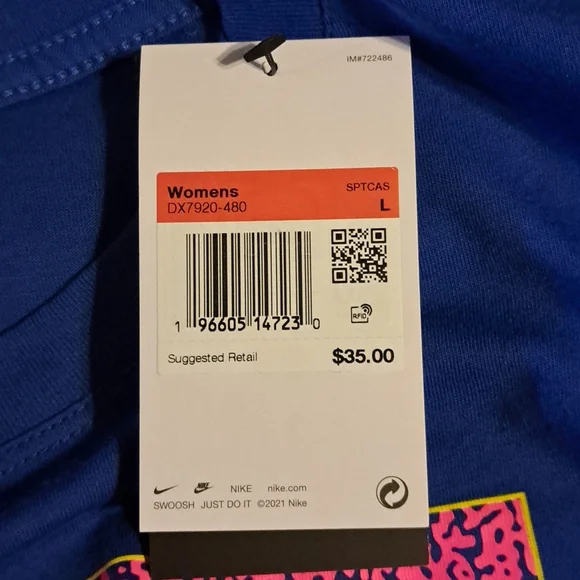 IM#722486
Womens SPTCAS
DX7920-480 L
1 96605 14723 0
RFID
Suggested Retail $35.00
NIKE
NIKE nike.com
SWOOSH JUST DO IT ©2021 Nike